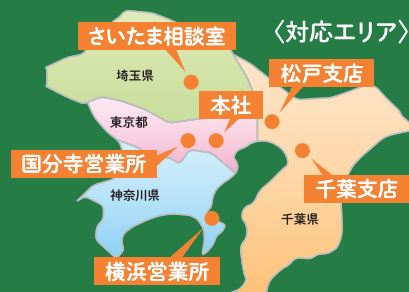 〈対応エリア〉
さいたま相談室
松戸支店
埼玉県
本社
東京都
国分寺営業所
千葉支店
神奈川県
千葉県
横浜営業所